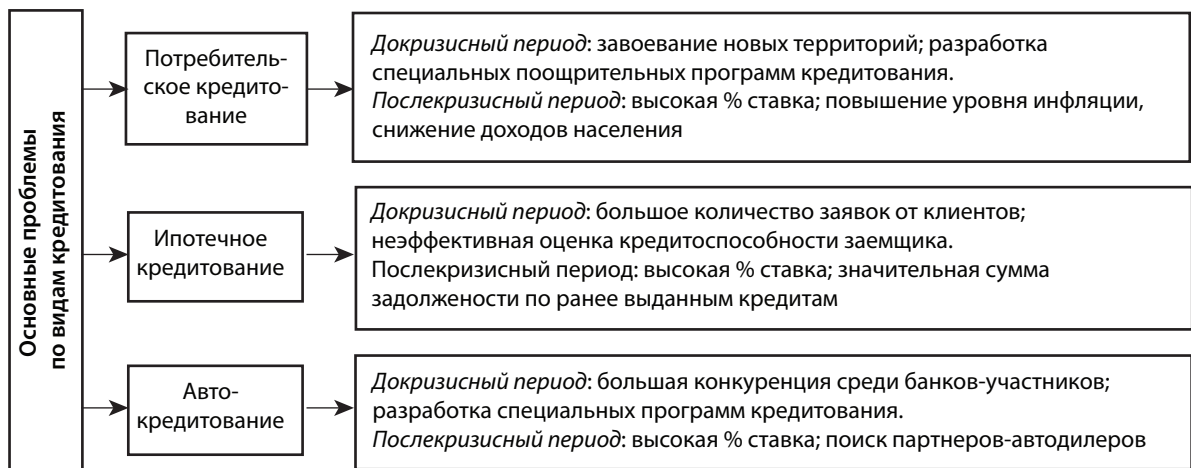 Основные проблемы
по видам кредитования
Потребитель-
ское кредито-
вание
Докризисный период: завоевание новых территорий; разработка
специальных поощрительных программ кредитования.
Послекризисный период: высокая % ставка; повышение уровня инфляции,
снижение доходов населения
Ипотечное
кредитование
Докризисный период: большое количество заявок от клиентов;
неэффективная оценка кредитоспособности заемщика.
Послекризисный период: высокая % ставка; значительная сумма
задолжености по ранее выданным кредитам
Авто-
кредитование
Докризисный период: большая конкуренция среди банков-участников;
разработка специальных программ кредитования.
Послекризисный период: высокая % ставка; поиск партнеров-автодилеров